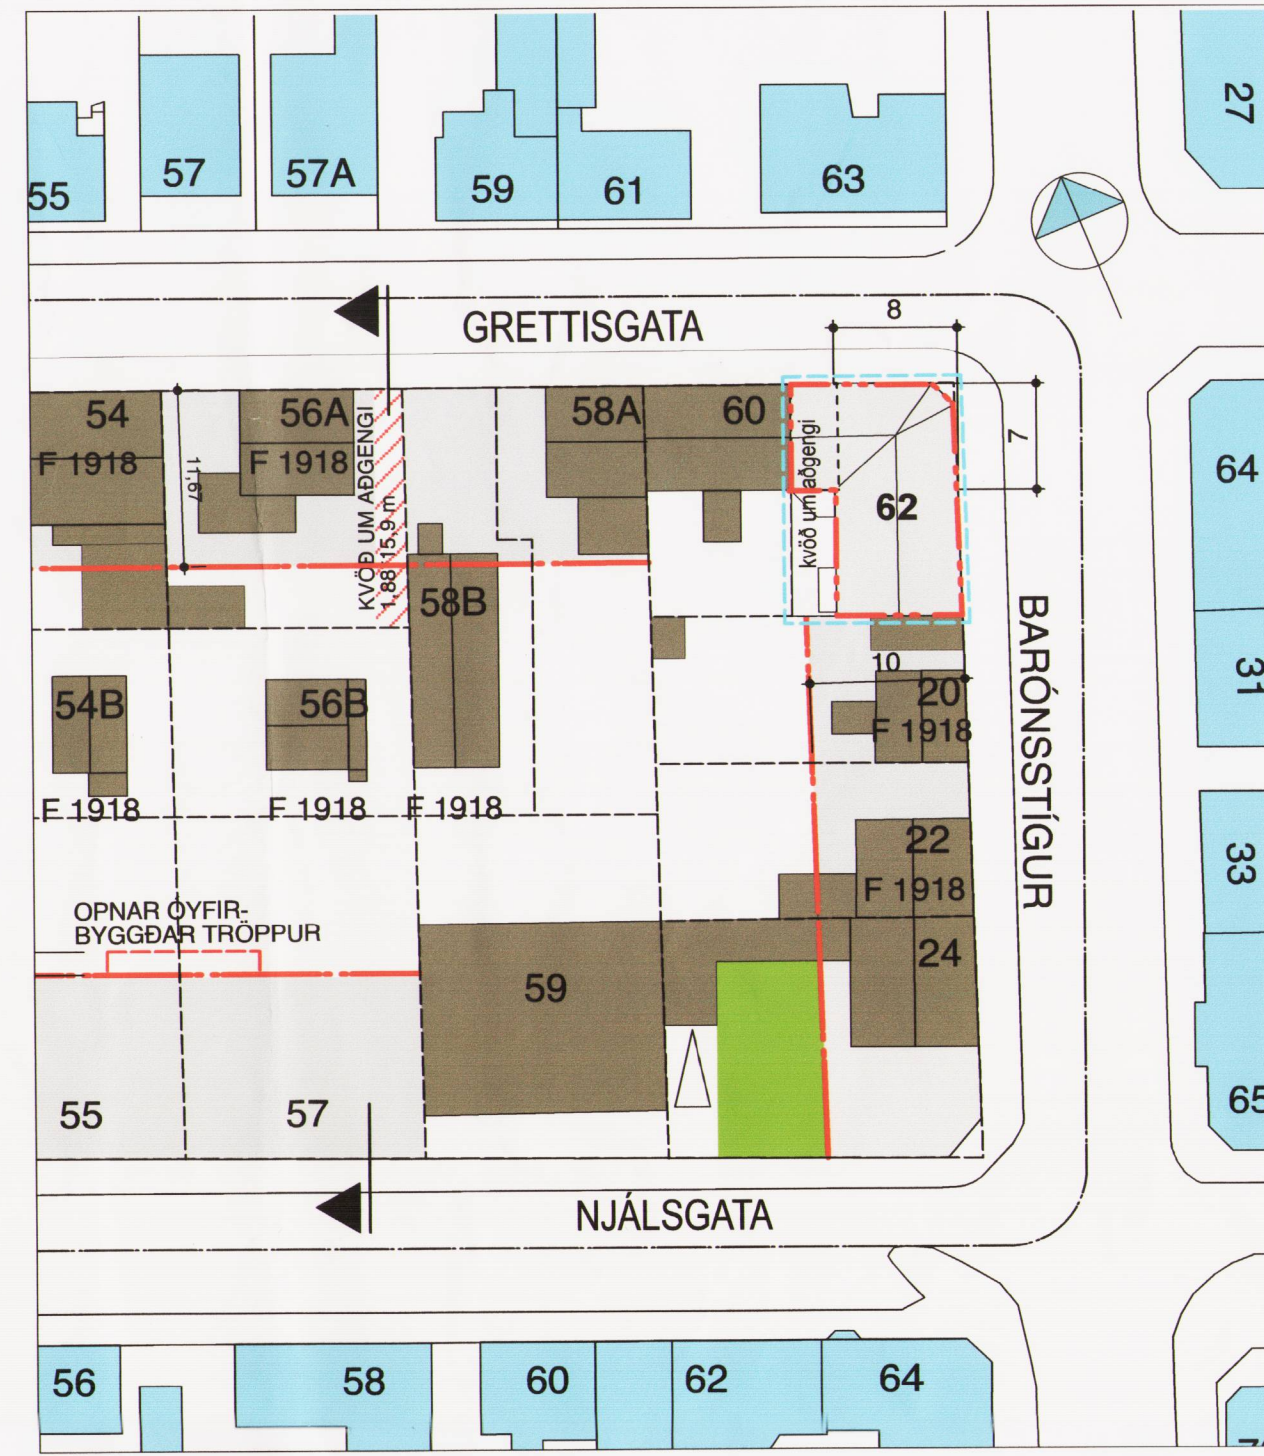 27
55
57
57A
59
61
63
8
GRETTISGATA
54
F 1918
56A
F 1918
11,67
KVÖÐ UM AÐGENGI
1,88*15,9 m
58A
60
kvöð um aðgengi
62
7
64
58B
BARÓNSSTÍGUR
31
10
20
F 1918
54B
F 1918
56B
F 1918
F 1918
22
F 1918
33
OPNAR ÓYFIR-
BYGGÐAR TRÖPPUR
24
59
55
57
65
NJÁLSGATA
56
58
60
62
64